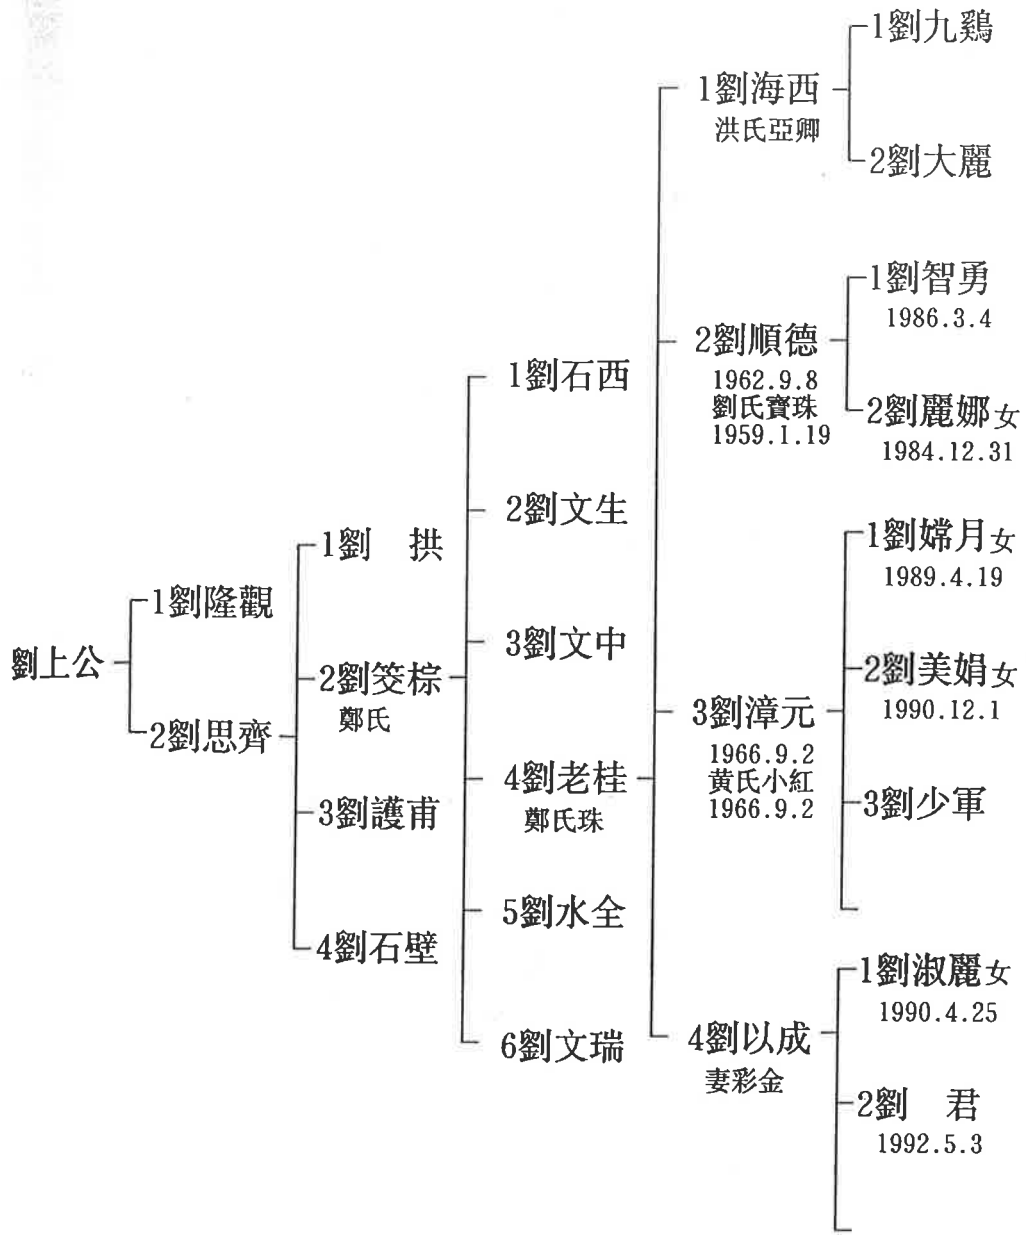 劉上公
1劉隆觀
2劉思齊
1劉　拱
2劉筊棕
鄭氏
3劉護甫
4劉石壁
1劉石西
2劉文生
3劉文中
4劉老桂
鄭氏珠
5劉水全
6劉文瑞
1劉海西
洪氏亞卿
2劉順德
1962.9.8
劉氏寶珠
1959.1.19
3劉漳元
1966.9.2
黄氏小紅
1966.9.2
4劉以成
妻彩金
1劉九鷄
2劉大麗
1劉智勇
1986.3.4
2劉麗娜女
1984.12.31
1劉嫦月女
1989.4.19
2劉美娟女
1990.12.1
3劉少軍
1劉淑麗女
1990.4.25
2劉　君
1992.5.3